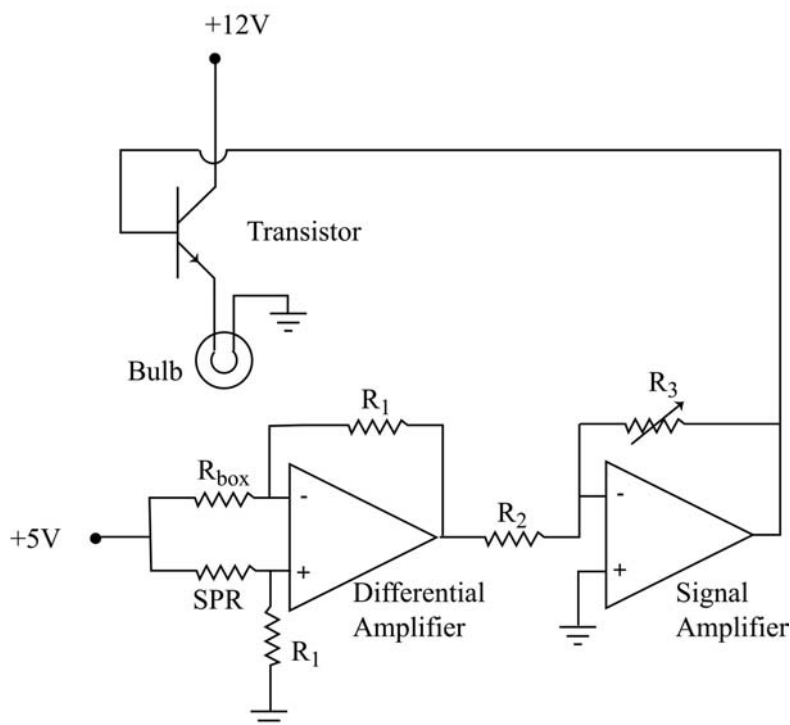 +12V
Transistor
Bulb
R3
R1
Rbox
-
R2
-
+5V
+
+
SPR
Differential
Amplifier
Signal
Amplifier
R1